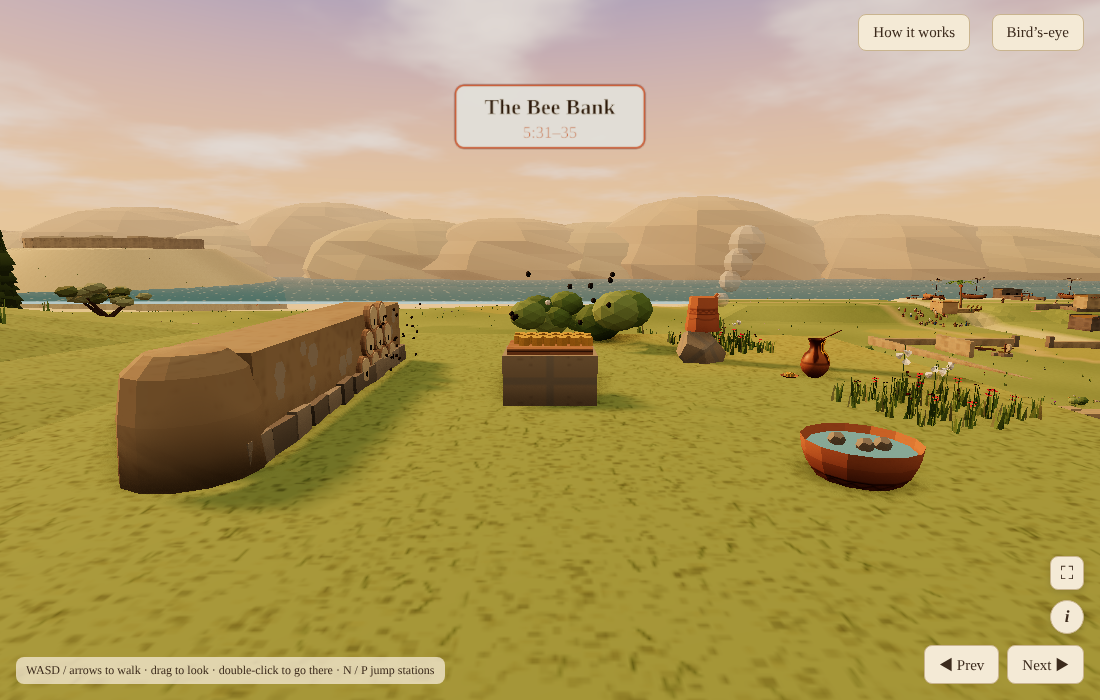 How it works
Bird’s-eye
The Bee Bank
5:31–35
i
WASD / arrows to walk · drag to look · double-click to go there · N / P jump stations
◀ Prev
Next ▶